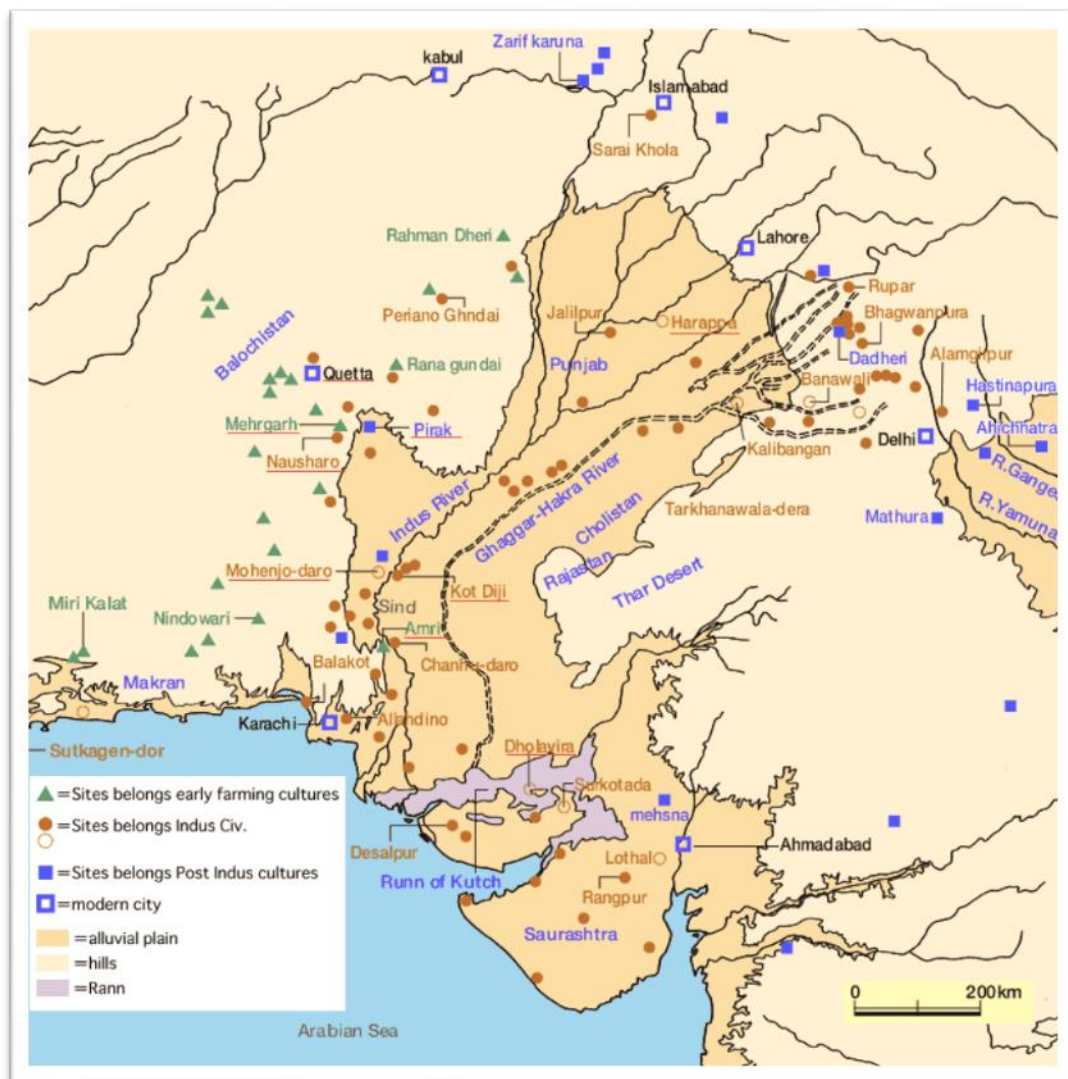 Zarif karuna
kabul
Islamabad
Sarai Khola
Rahman Dheri
Lahore
Rupar
Periano Ghndai
Jalilpur
Harappa
Bhagwanpura
Balochistan
Punjab
Dadheri
Alamgirpur
Rana gundai
Quetta
Banawali
Hastinapura
Mehrgarh
Pirak
Ahichhatra
Nausharo
Kalibangan
Delhi
R.Ganges
R.Yamuna
Indus River
Ghaggar-Hakra River
Cholistan
Tarkhanawala-dera
Mathura
Mohenjo-daro
Kot Diji
Rajastan
Thar Desert
Miri Kalat
Nindowari
Sind
Amri
Chanhu-daro
Balakot
Makran
Karachi
Allahdino
Sutkagen-dor
Dholavira
Surkotada
mehsna
=Sites belongs early farming cultures
=Sites belongs Indus Civ.
Desalpur
Ahmadabad
Lothal
=Sites belongs Post Indus cultures
Runn of Kutch
Rangpur
=modern city
Saurashtra
=alluvial plain
=hills
=Rann
0 200km
Arabian Sea